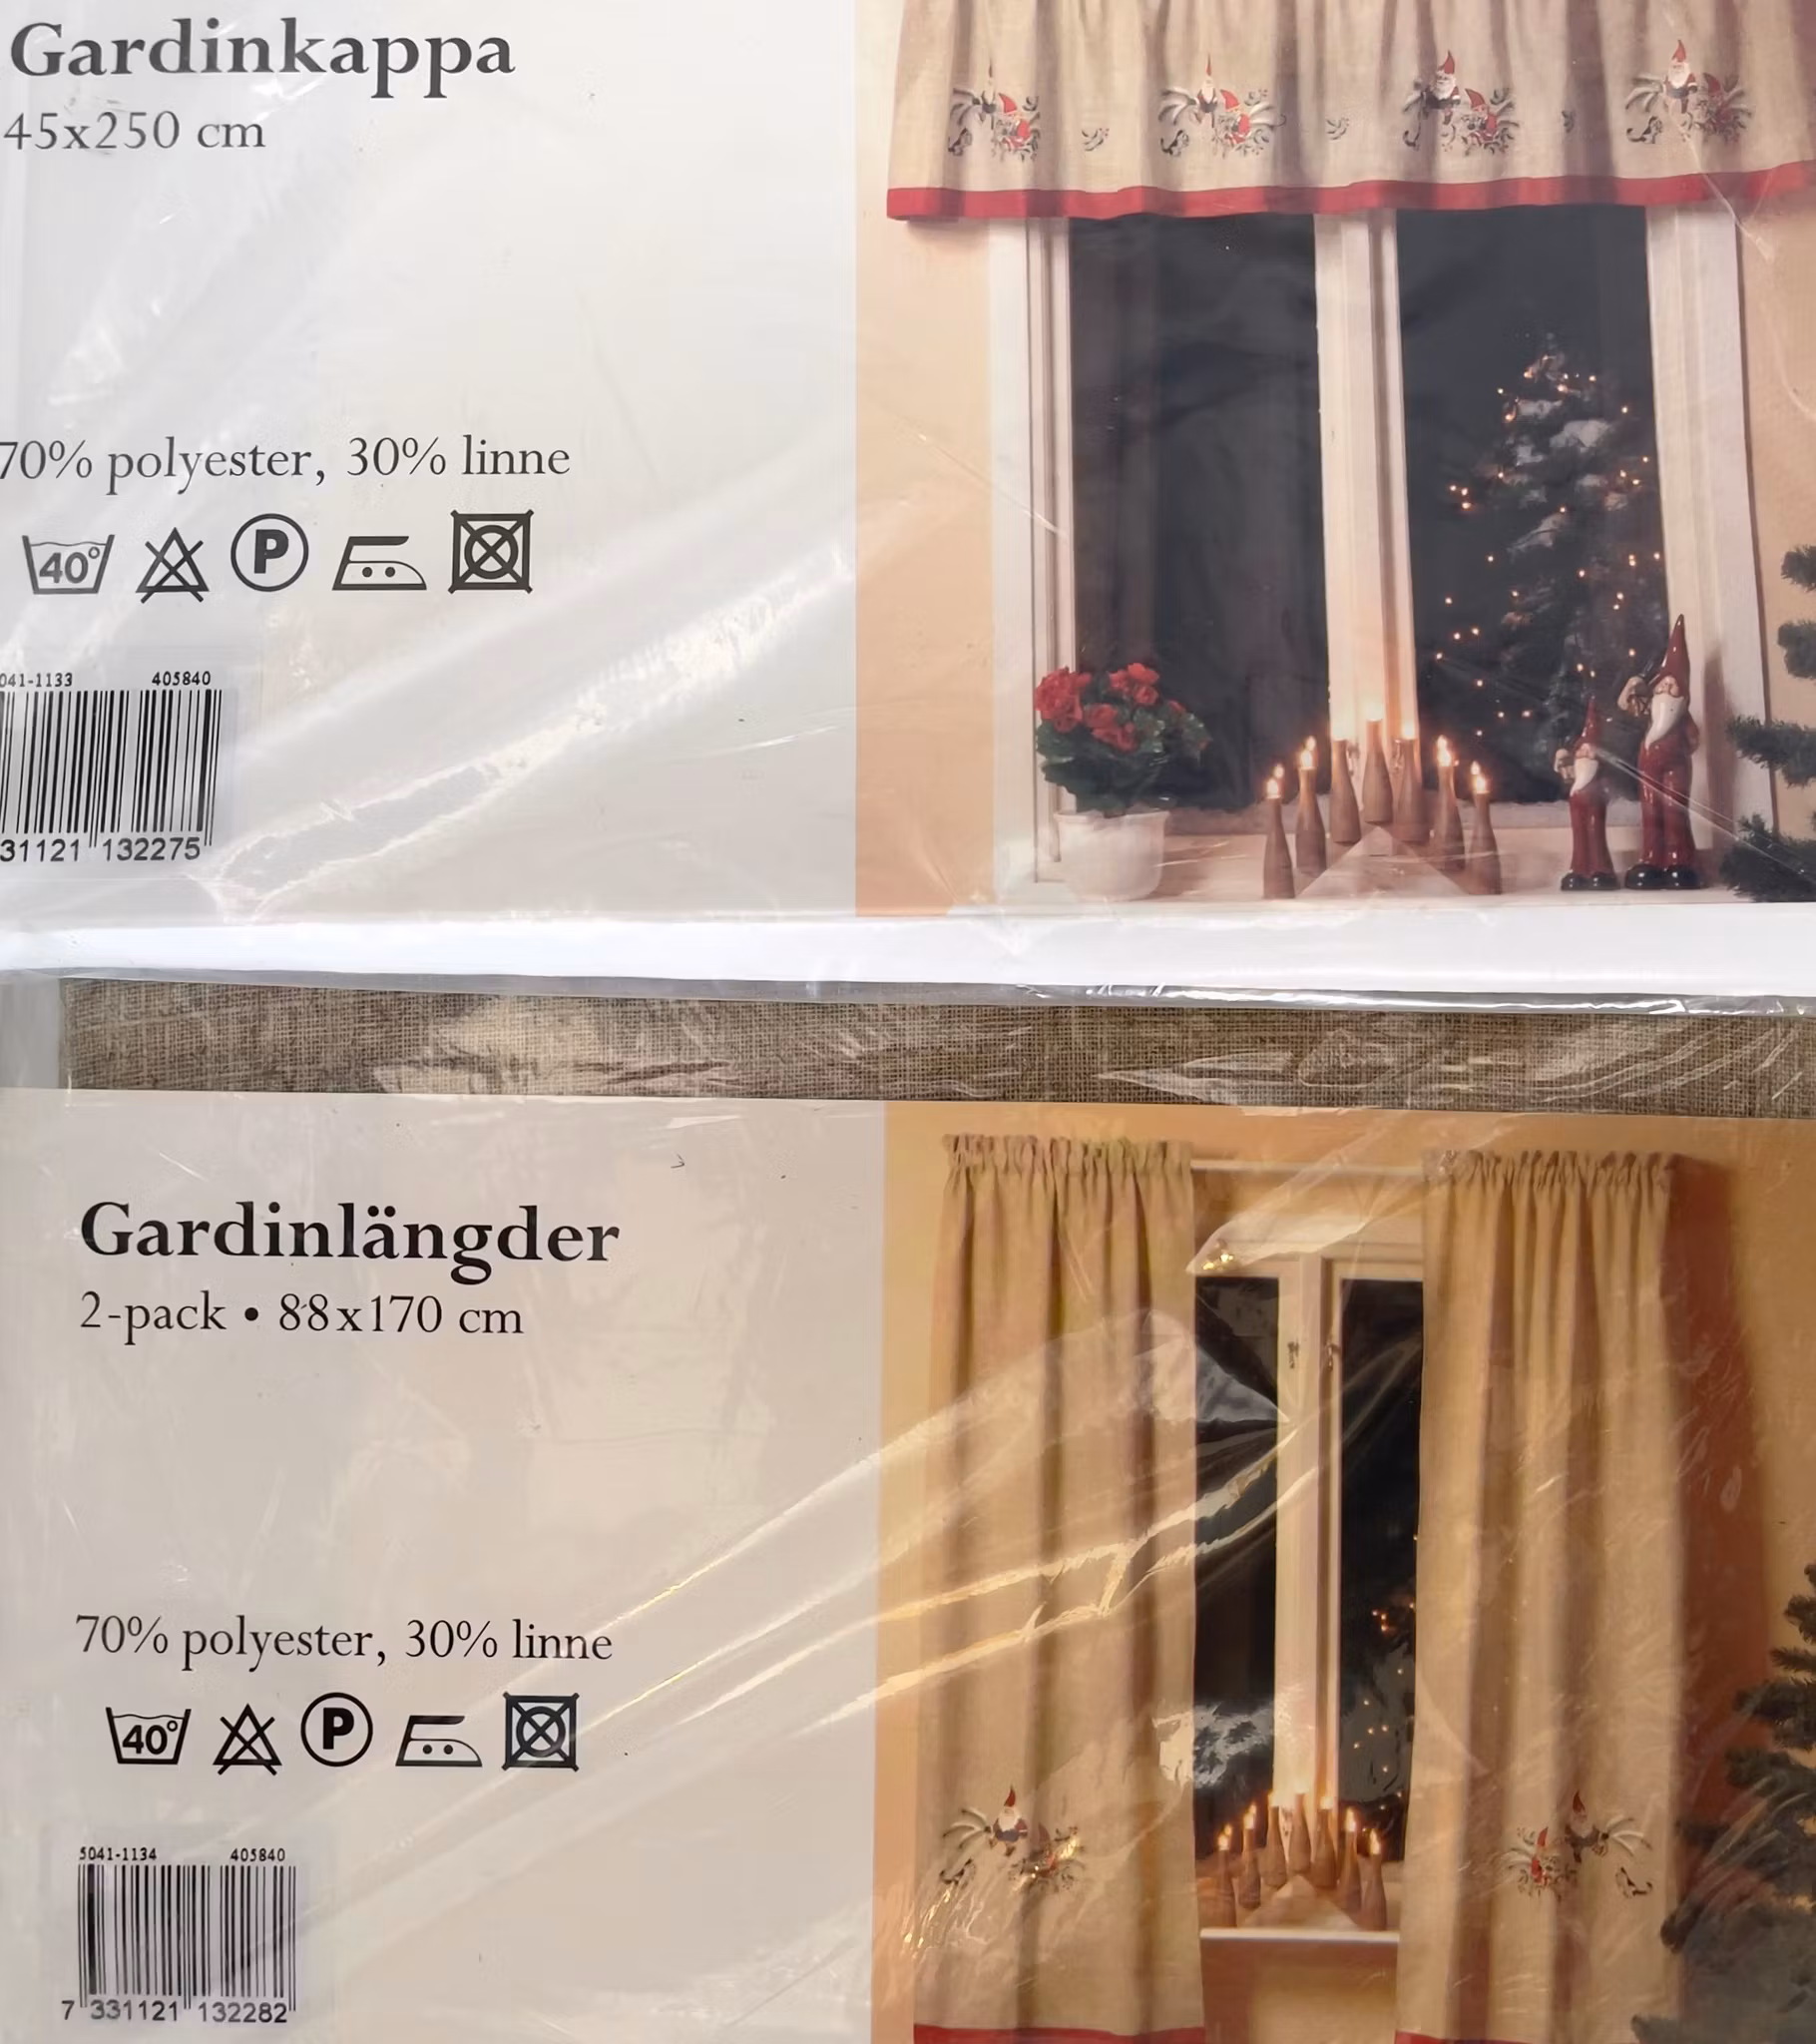 Gardinkappa
45x250 cm
70% polyester, 30% linne
40°
P
041-1133 405840
31121 132275
Gardinlängder
2-pack • 88x170 cm
70% polyester, 30% linne
40°
P
5041-1134 405840
7 331121 132282